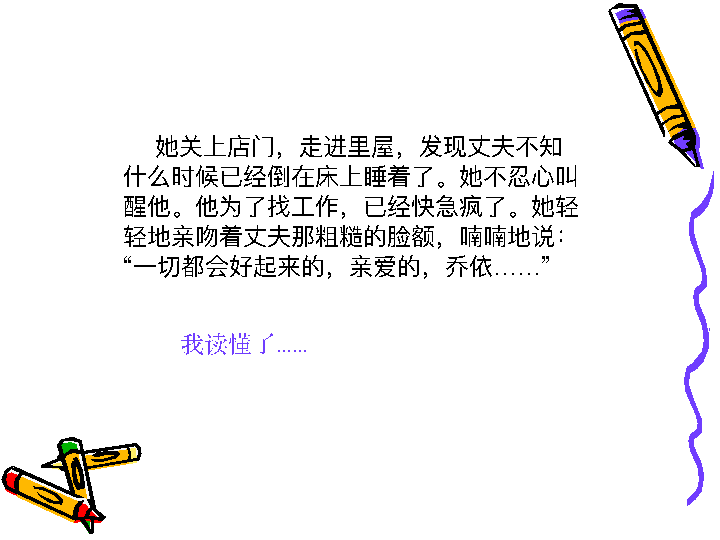 她关上店门，走进里屋，发现丈夫不知
什么时候已经倒在床上睡着了。她不忍心叫
醒他。他为了找工作，已经快急疯了。她轻
轻地亲吻着丈夫那粗糙的脸额，喃喃地说：
“一切都会好起来的，亲爱的，乔依……”
我读懂了......